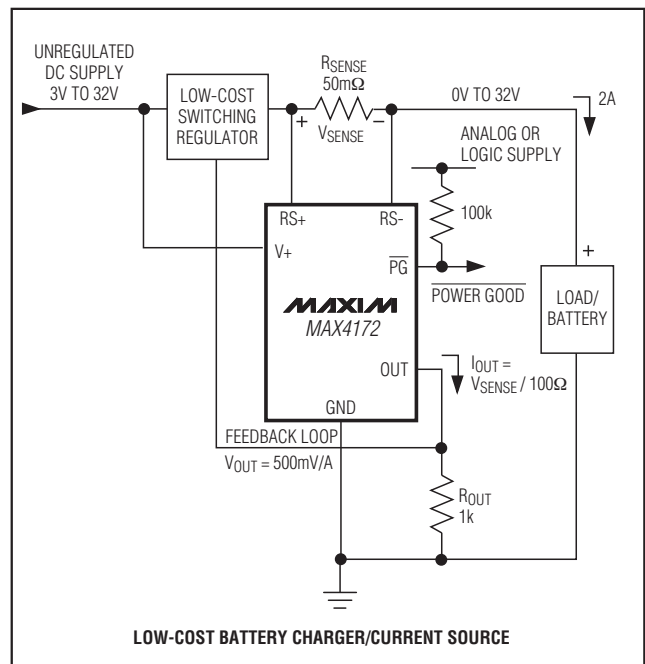 UNREGULATED
DC SUPPLY
3V TO 32V
LOW-COST
SWITCHING
REGULATOR
RSENSE
50mΩ
+
−
VSENSE
0V TO 32V
2A
ANALOG OR
LOGIC SUPPLY
100k
RS+
RS-
V+
PG
POWER GOOD
MAXIM
MAX4172
+
LOAD/
BATTERY
OUT
IOUT =
VSENSE / 100Ω
GND
FEEDBACK LOOP
VOUT = 500mV/A
ROUT
1k
LOW-COST BATTERY CHARGER/CURRENT SOURCE